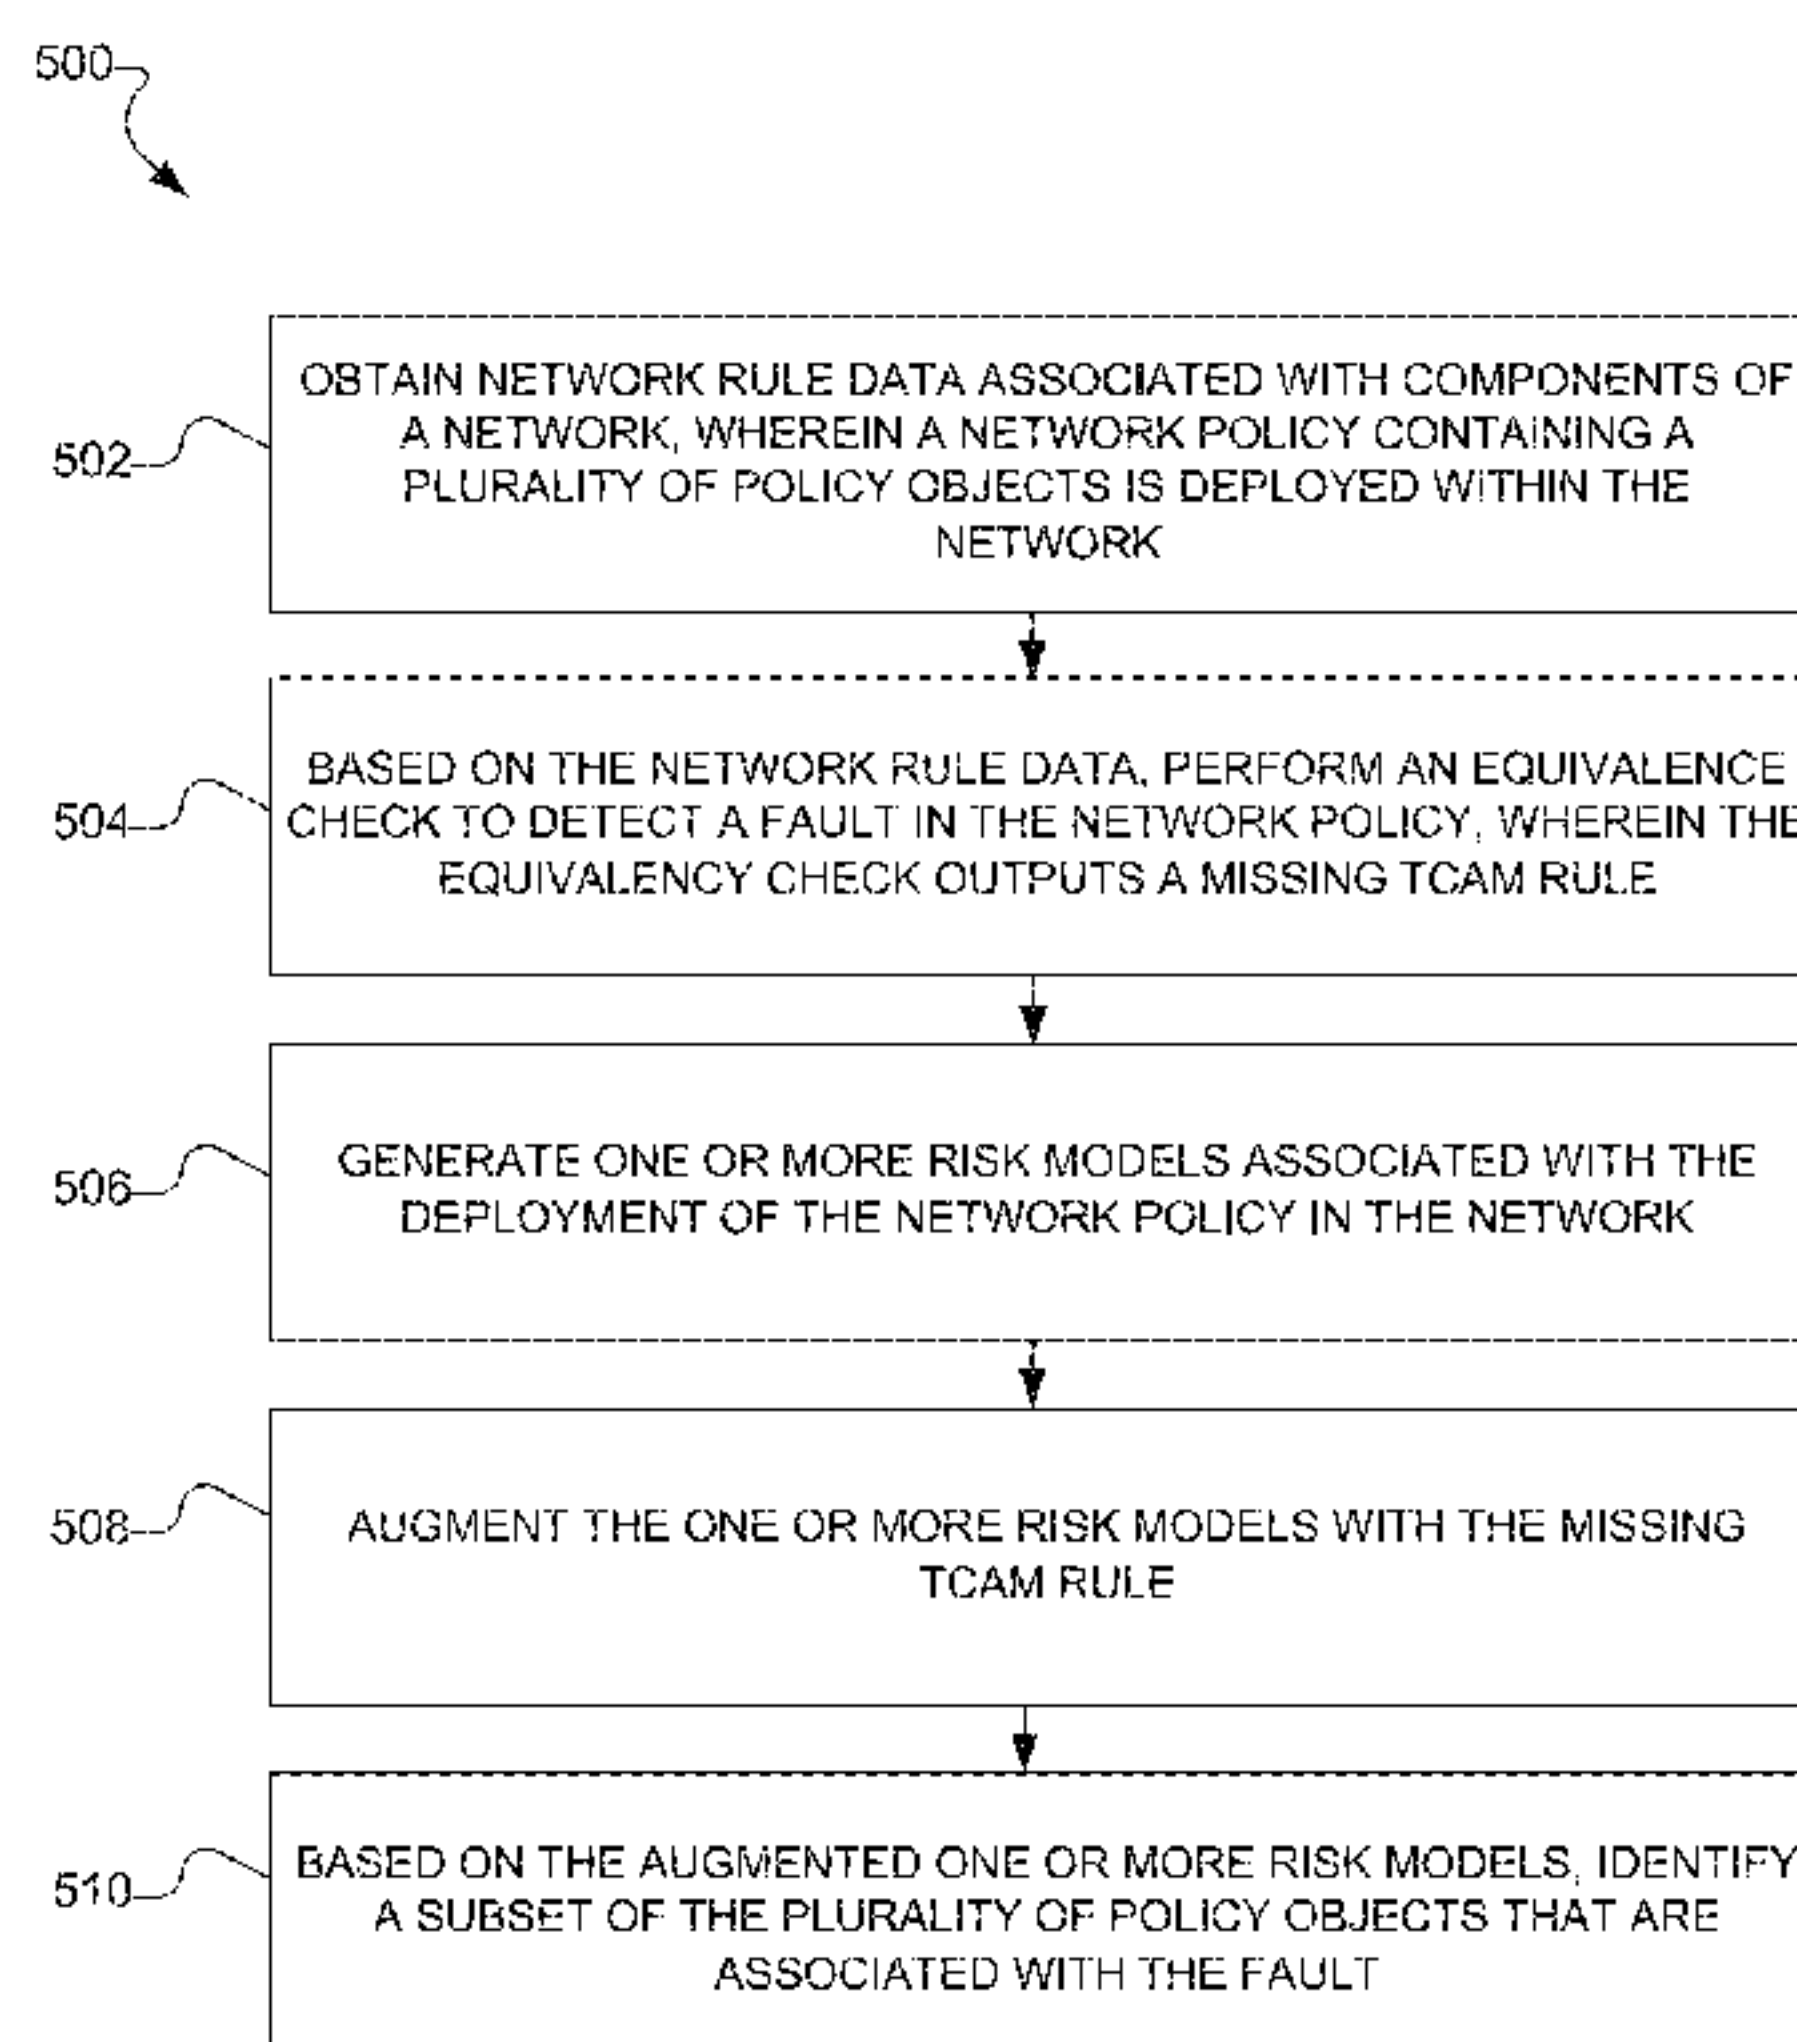 500
OBTAIN NETWORK RULE DATA ASSOCIATED WITH COMPONENTS OF
A NETWORK, WHEREIN A NETWORK POLICY CONTAINING A
PLURALITY OF POLICY OBJECTS IS DEPLOYED WITHIN THE
NETWORK
502
BASED ON THE NETWORK RULE DATA, PERFORM AN EQUIVALENCE
CHECK TO DETECT A FAULT IN THE NETWORK POLICY, WHEREIN THE
EQUIVALENCY CHECK OUTPUTS A MISSING TCAM RULE
504
GENERATE ONE OR MORE RISK MODELS ASSOCIATED WITH THE
DEPLOYMENT OF THE NETWORK POLICY IN THE NETWORK
506
AUGMENT THE ONE OR MORE RISK MODELS WITH THE MISSING
TCAM RULE
508
BASED ON THE AUGMENTED ONE OR MORE RISK MODELS, IDENTIFY
A SUBSET OF THE PLURALITY OF POLICY OBJECTS THAT ARE
ASSOCIATED WITH THE FAULT
510